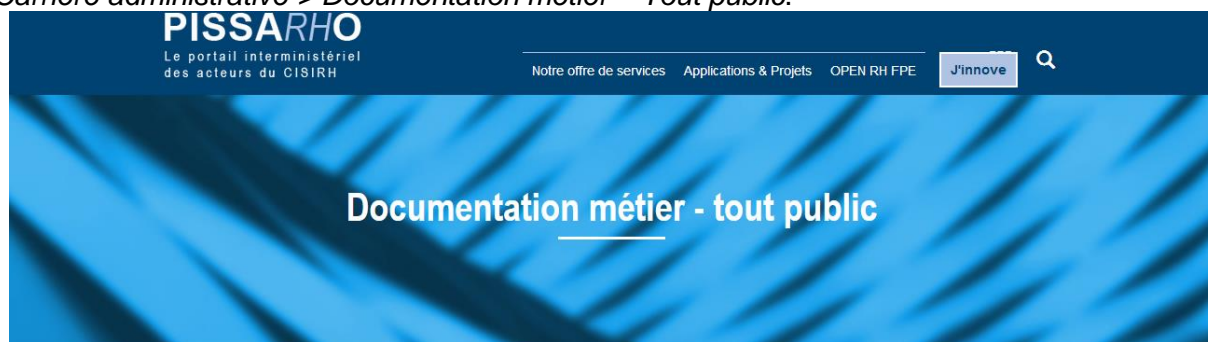 Carrière administrative > Documentation métier – Tout public.
PISSARHO
Le portail interministériel
des acteurs du CISIRH
Notre offre de services Applications & Projets OPEN RH FPE J'innove
Documentation métier - tout public